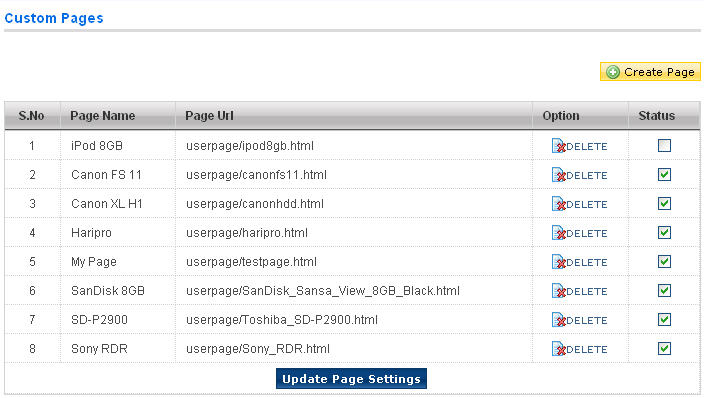 Custom Pages
Create Page
S.No Page Name Page Url Option Status
1 iPod 8GB userpage/ipod8gb.html DELETE
2 Canon FS 11 userpage/canonfs11.html DELETE
3 Canon XL H1 userpage/canonhdd.html DELETE
4 Haripro userpage/haripro.html DELETE
5 My Page userpage/testpage.html DELETE
6 SanDisk 8GB userpage/SanDisk_Sansa_View_8GB_Black.html DELETE
7 SD-P2900 userpage/Toshiba_SD-P2900.html DELETE
8 Sony RDR userpage/Sony_RDR.html DELETE
Update Page Settings